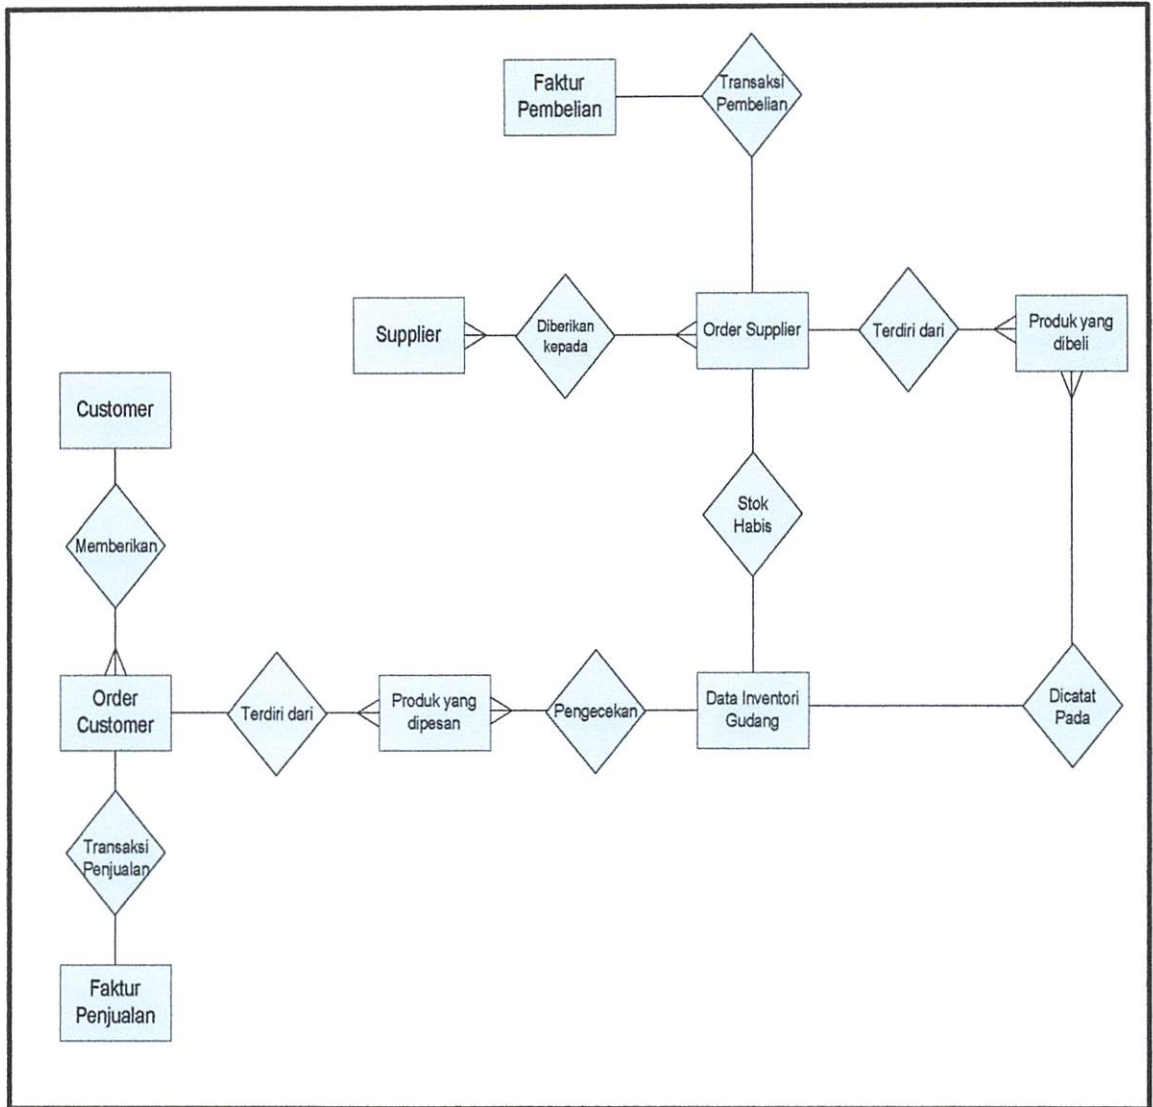 Faktur
Pembelian
Transaksi
Pembelian
Supplier
Diberikan
kepada
Order Supplier
Terdiri dari
Produk yang
dibeli
Customer
Memberikan
Stok
Habis
Order
Customer
Terdiri dari
Produk yang
dipesan
Pengecekan
Data Inventori
Gudang
Dicatat
Pada
Transaksi
Penjualan
Faktur
Penjualan